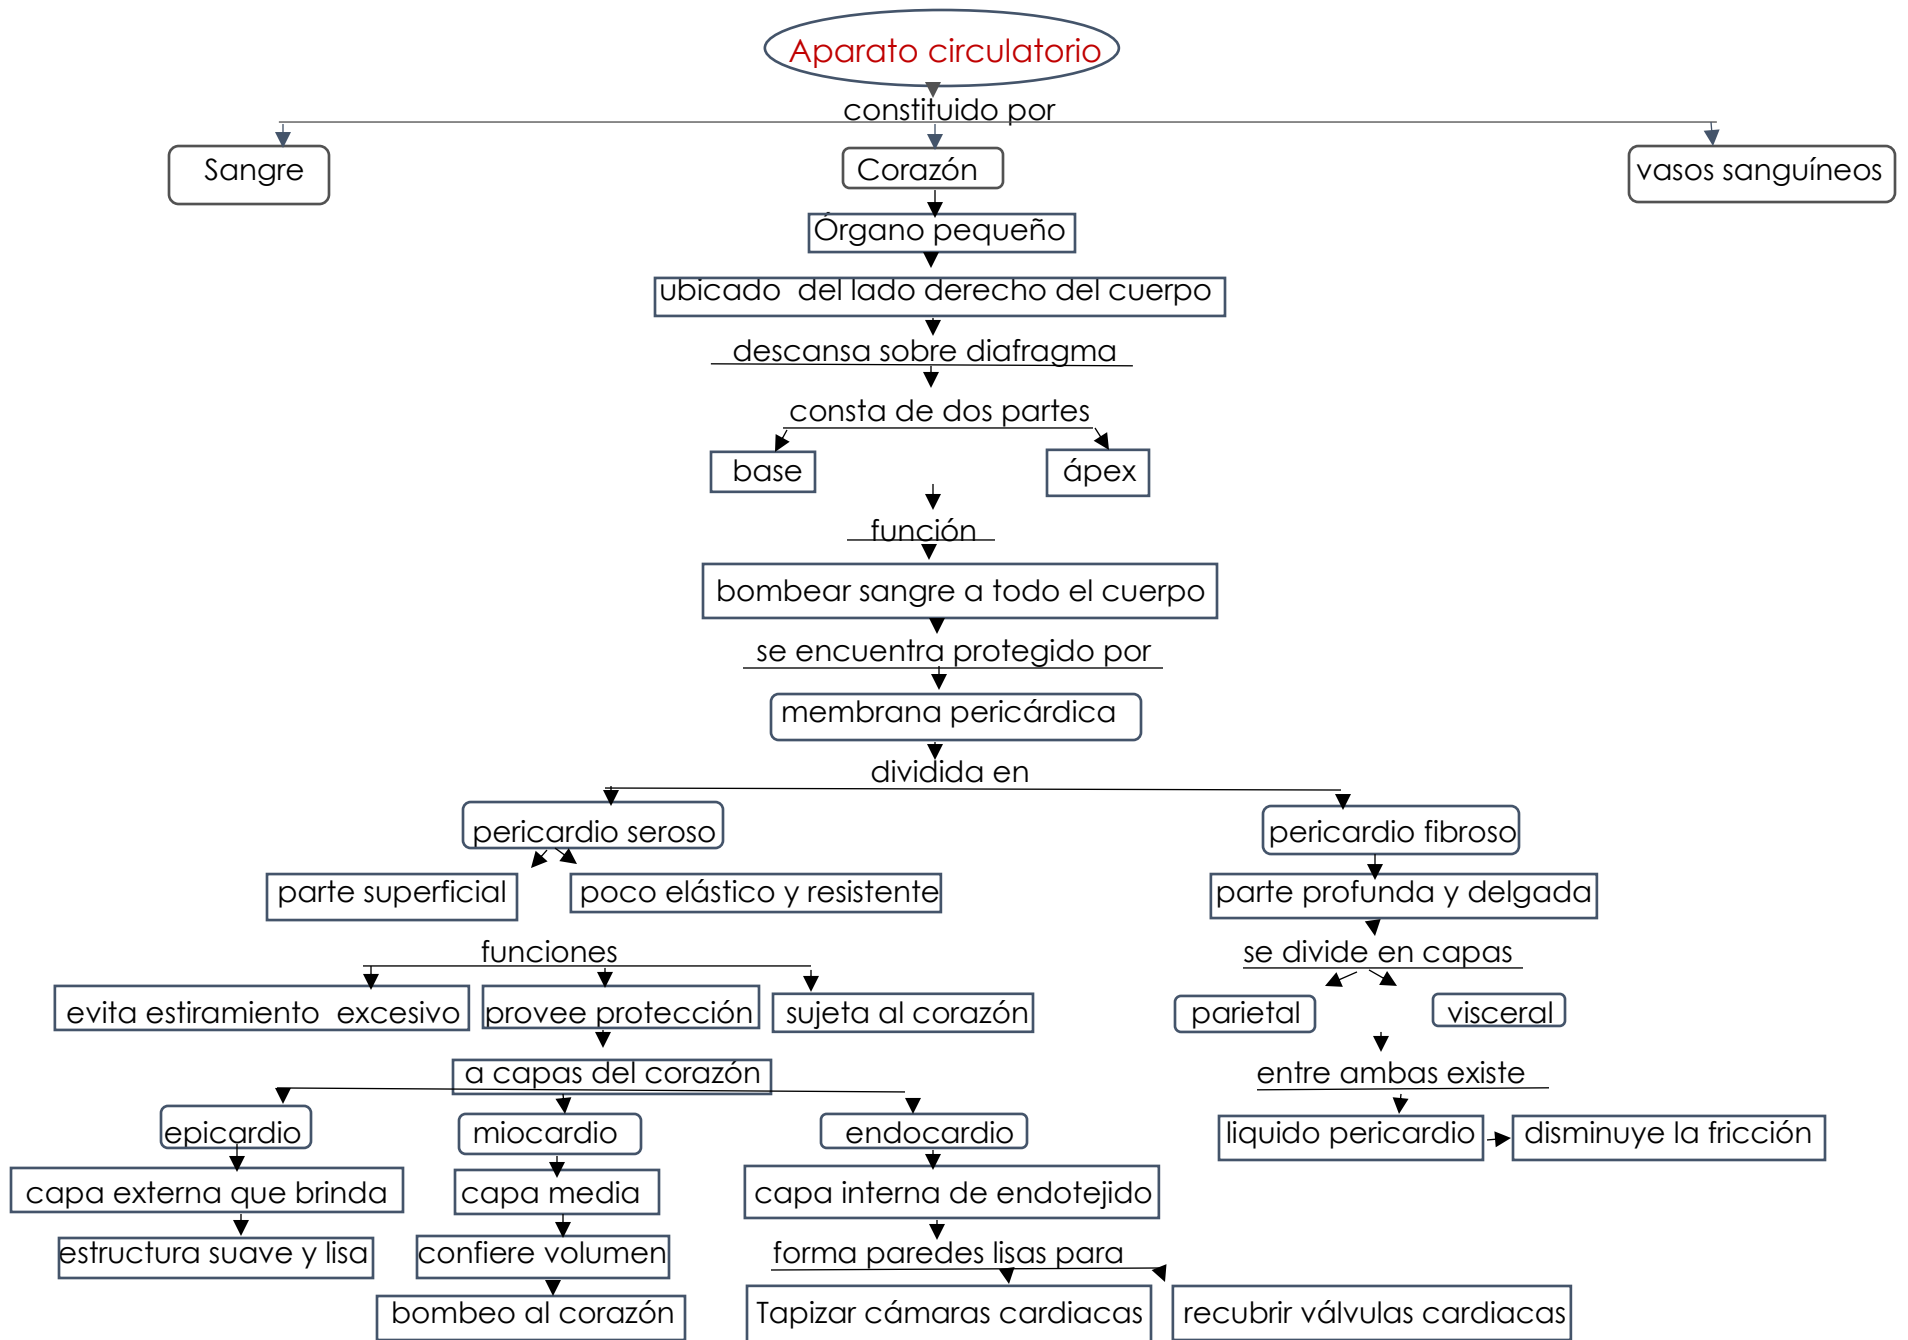 Aparato circulatorio
constituido por
Sangre
Corazón
vasos sanguíneos
Órgano pequeño
ubicado del lado derecho del cuerpo
descansa sobre diafragma
consta de dos partes
base
ápex
función
bombear sangre a todo el cuerpo
se encuentra protegido por
membrana pericárdica
dividida en
pericardio seroso
pericardio fibroso
parte superficial
poco elástico y resistente
parte profunda y delgada
funciones
se divide en capas
evita estiramiento excesivo
provee protección
sujeta al corazón
parietal
visceral
a capas del corazón
entre ambas existe
epicardio
miocardio
endocardio
liquido pericardio
disminuye la fricción
capa externa que brinda
capa media
capa interna de endotejido
estructura suave y lisa
confiere volumen
forma paredes lisas para
bombeo al corazón
Tapizar cámaras cardiacas
recubrir válvulas cardiacas